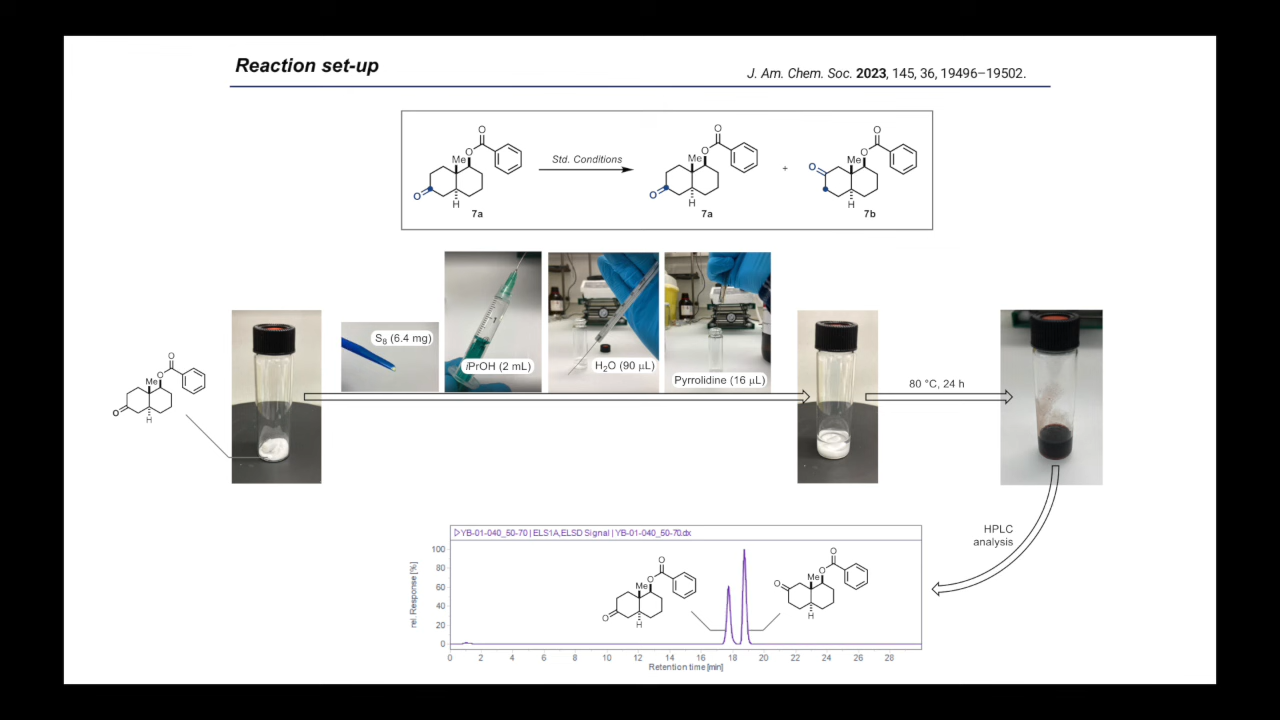 Reaction set-up
J. Am. Chem. Soc. 2023, 145, 36, 19496–19502.
O
Me
O
O
H
7a
Std. Conditions
O
Me
O
O
H
7a
+
O
O
Me
O
H
7b
S₈ (6.4 mg)
iPrOH (2 mL)
H₂O (90 µL)
Pyrrolidine (16 µL)
80 °C, 24 h
O
Me
O
O
H
HPLC
analysis
YB-01-040_50-70 | ELS1A,ELSD Signal | YB-01-040_50-70.dx
rel. Response [%]
100
80
60
40
20
0
O
Me
O
O
H
O
O
Me
O
H
0 2 4 6 8 10 12 14 16 18 20 22 24 26 28
Retention time [min]